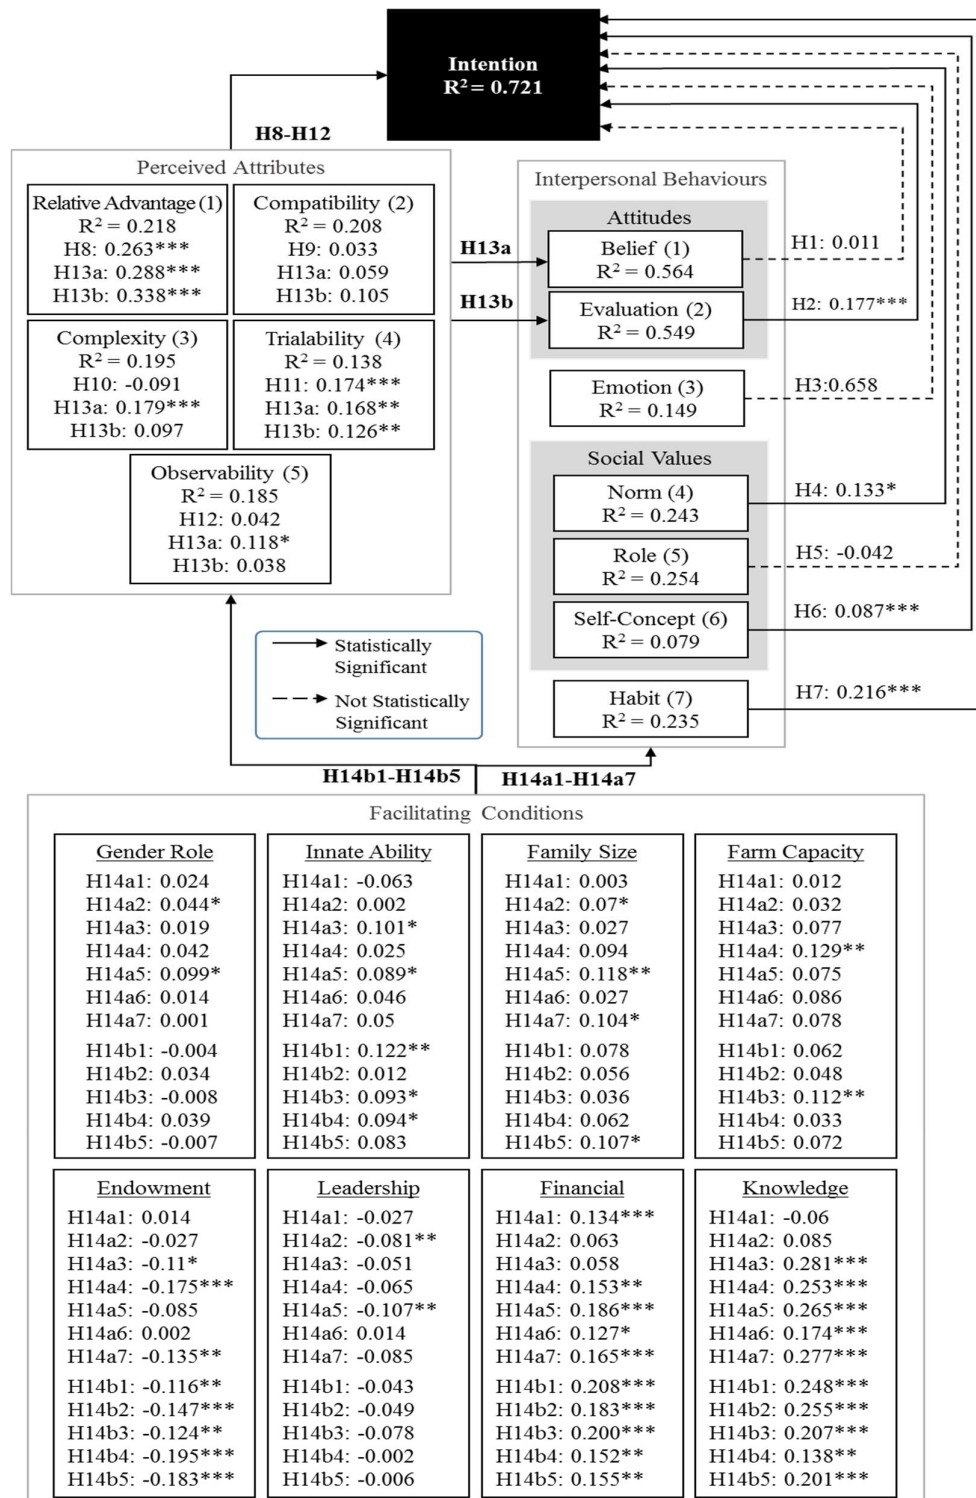 Intention
R² = 0.721
H8-H12
Perceived Attributes
Relative Advantage (1)
R² = 0.218
H8: 0.263***
H13a: 0.288***
H13b: 0.338***
Compatibility (2)
R² = 0.208
H9: 0.033
H13a: 0.059
H13b: 0.105
Complexity (3)
R² = 0.195
H10: -0.091
H13a: 0.179***
H13b: 0.097
Trialability (4)
R² = 0.138
H11: 0.174***
H13a: 0.168**
H13b: 0.126**
Observability (5)
R² = 0.185
H12: 0.042
H13a: 0.118*
H13b: 0.038
H13a
H13b
Interpersonal Behaviours
Attitudes
Belief (1)
R² = 0.564
Evaluation (2)
R² = 0.549
Emotion (3)
R² = 0.149
Social Values
Norm (4)
R² = 0.243
Role (5)
R² = 0.254
Self-Concept (6)
R² = 0.079
Habit (7)
R² = 0.235
H1: 0.011
H2: 0.177***
H3:0.658
H4: 0.133*
H5: -0.042
H6: 0.087***
H7: 0.216***
Statistically
Significant
Not Statistically
Significant
H14b1-H14b5
H14a1-H14a7
Facilitating Conditions
Gender Role
H14a1: 0.024
H14a2: 0.044*
H14a3: 0.019
H14a4: 0.042
H14a5: 0.099*
H14a6: 0.014
H14a7: 0.001
H14b1: -0.004
H14b2: 0.034
H14b3: -0.008
H14b4: 0.039
H14b5: -0.007
Innate Ability
H14a1: -0.063
H14a2: 0.002
H14a3: 0.101*
H14a4: 0.025
H14a5: 0.089*
H14a6: 0.046
H14a7: 0.05
H14b1: 0.122**
H14b2: 0.012
H14b3: 0.093*
H14b4: 0.094*
H14b5: 0.083
Family Size
H14a1: 0.003
H14a2: 0.07*
H14a3: 0.027
H14a4: 0.094
H14a5: 0.118**
H14a6: 0.027
H14a7: 0.104*
H14b1: 0.078
H14b2: 0.056
H14b3: 0.036
H14b4: 0.062
H14b5: 0.107*
Farm Capacity
H14a1: 0.012
H14a2: 0.032
H14a3: 0.077
H14a4: 0.129**
H14a5: 0.075
H14a6: 0.086
H14a7: 0.078
H14b1: 0.062
H14b2: 0.048
H14b3: 0.112**
H14b4: 0.033
H14b5: 0.072
Endowment
H14a1: 0.014
H14a2: -0.027
H14a3: -0.11*
H14a4: -0.175***
H14a5: -0.085
H14a6: 0.002
H14a7: -0.135**
H14b1: -0.116**
H14b2: -0.147***
H14b3: -0.124**
H14b4: -0.195***
H14b5: -0.183***
Leadership
H14a1: -0.027
H14a2: -0.081**
H14a3: -0.051
H14a4: -0.065
H14a5: -0.107**
H14a6: 0.014
H14a7: -0.085
H14b1: -0.043
H14b2: -0.049
H14b3: -0.078
H14b4: -0.002
H14b5: -0.006
Financial
H14a1: 0.134***
H14a2: 0.063
H14a3: 0.058
H14a4: 0.153**
H14a5: 0.186***
H14a6: 0.127*
H14a7: 0.165***
H14b1: 0.208***
H14b2: 0.183***
H14b3: 0.200***
H14b4: 0.152**
H14b5: 0.155**
Knowledge
H14a1: -0.06
H14a2: 0.085
H14a3: 0.281***
H14a4: 0.253***
H14a5: 0.265***
H14a6: 0.174***
H14a7: 0.277***
H14b1: 0.248***
H14b2: 0.255***
H14b3: 0.207***
H14b4: 0.138**
H14b5: 0.201***